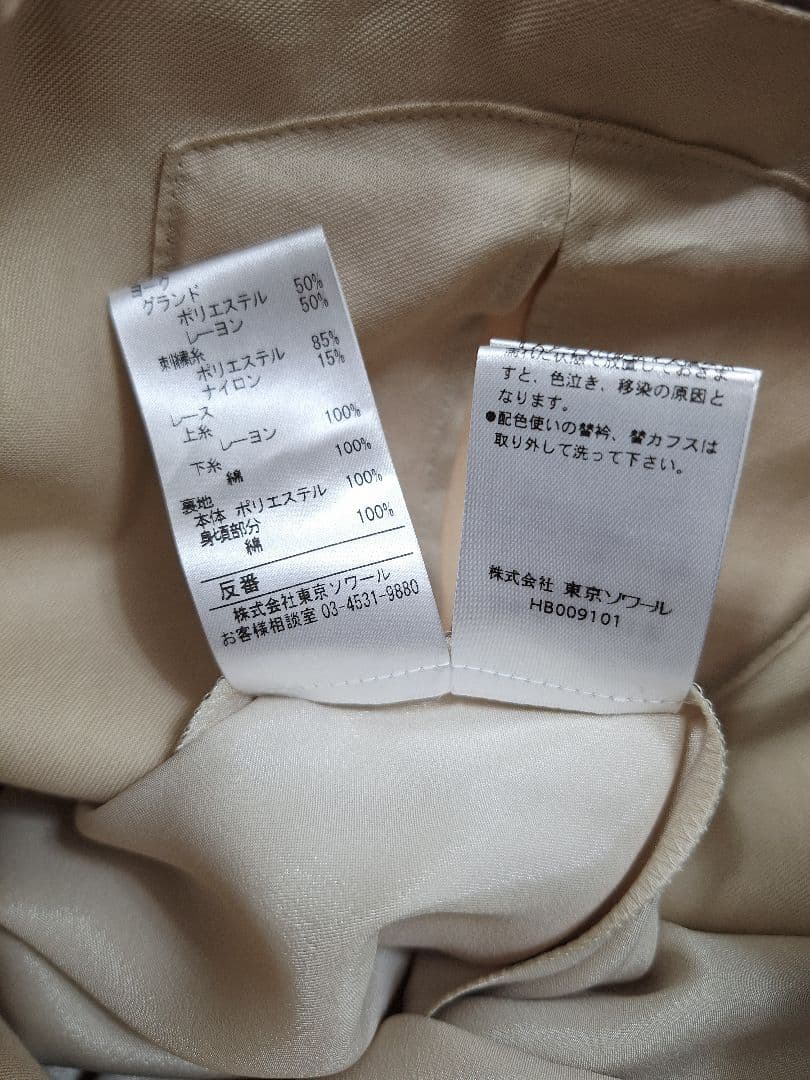 ヨーク
グランド
ポリエステル 50%
レーヨン 50%
刺繍糸
ポリエステル 85%
ナイロン 15%
レース
上糸
レーヨン 100%
下糸
綿 100%
裏地
本体 ポリエステル 100%
身頃部分
綿 100%
反番
株式会社東京ソワール
お客様相談室 03-4531-9880
すと、色泣き、移染の原因と
なります。
●配色使いの替衿、替カフスは
取り外して洗って下さい。
株式会社 東京ソワール
HB009101